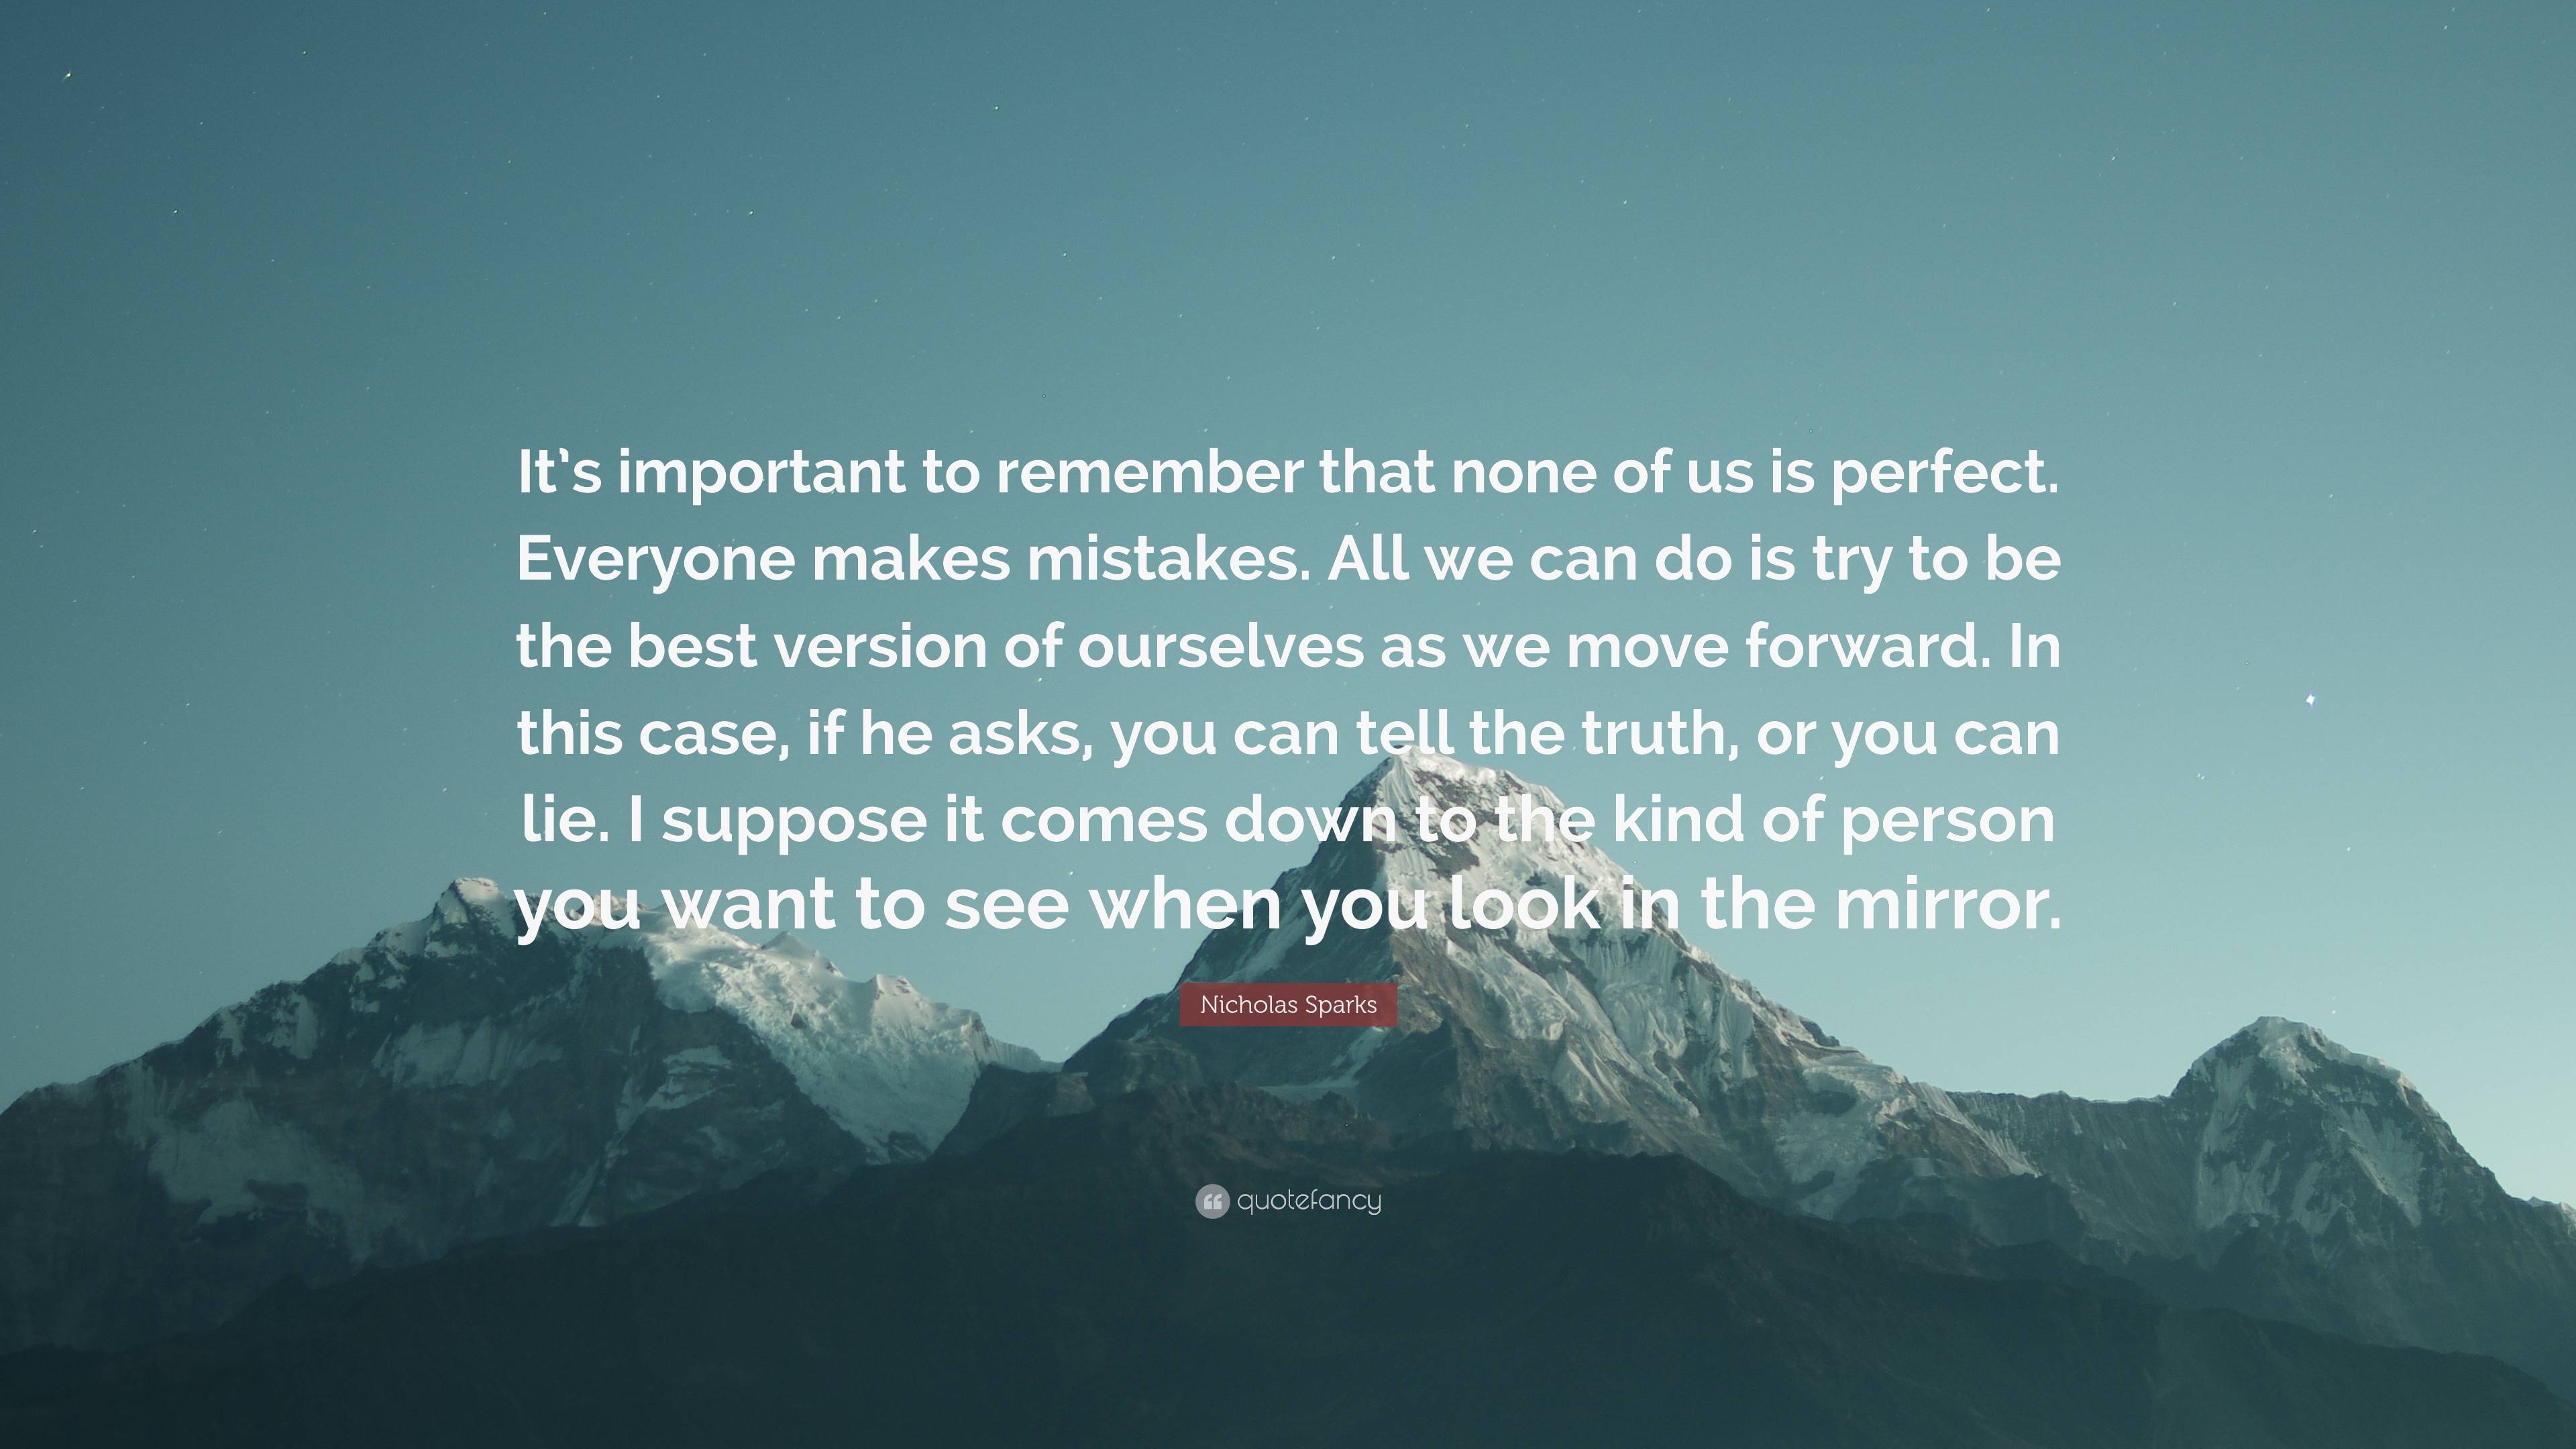 It’s important to remember that none of us is perfect.
Everyone makes mistakes. All we can do is try to be
the best version of ourselves as we move forward. In
this case, if he asks, you can tell the truth, or you can
lie. I suppose it comes down to the kind of person
you want to see when you look in the mirror.
Nicholas Sparks
quotefancy